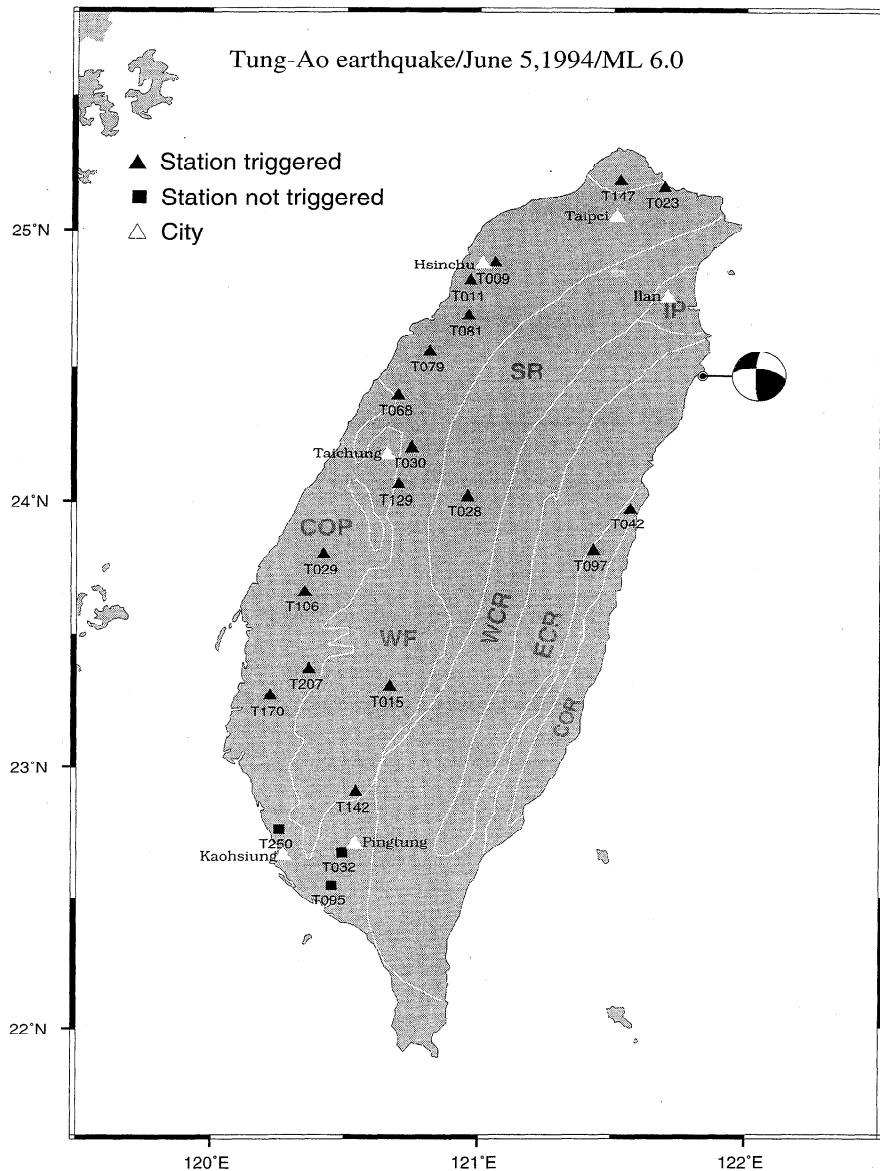 Tung-Ao earthquake/June 5,1994/ML 6.0
Station triggered
Station not triggered
City
25°N
24°N
23°N
22°N
120°E
121°E
122°E
T147
T023
Taipei
Hsinchu
T009
T011
Ilan
IP
T081
T079
SR
T068
Taichung
T030
T129
T028
T042
COP
T029
T097
T106
WCR
ECR
WF
T207
T015
T170
COR
T142
T250
Pingtung
Kaohsiung
T032
T095